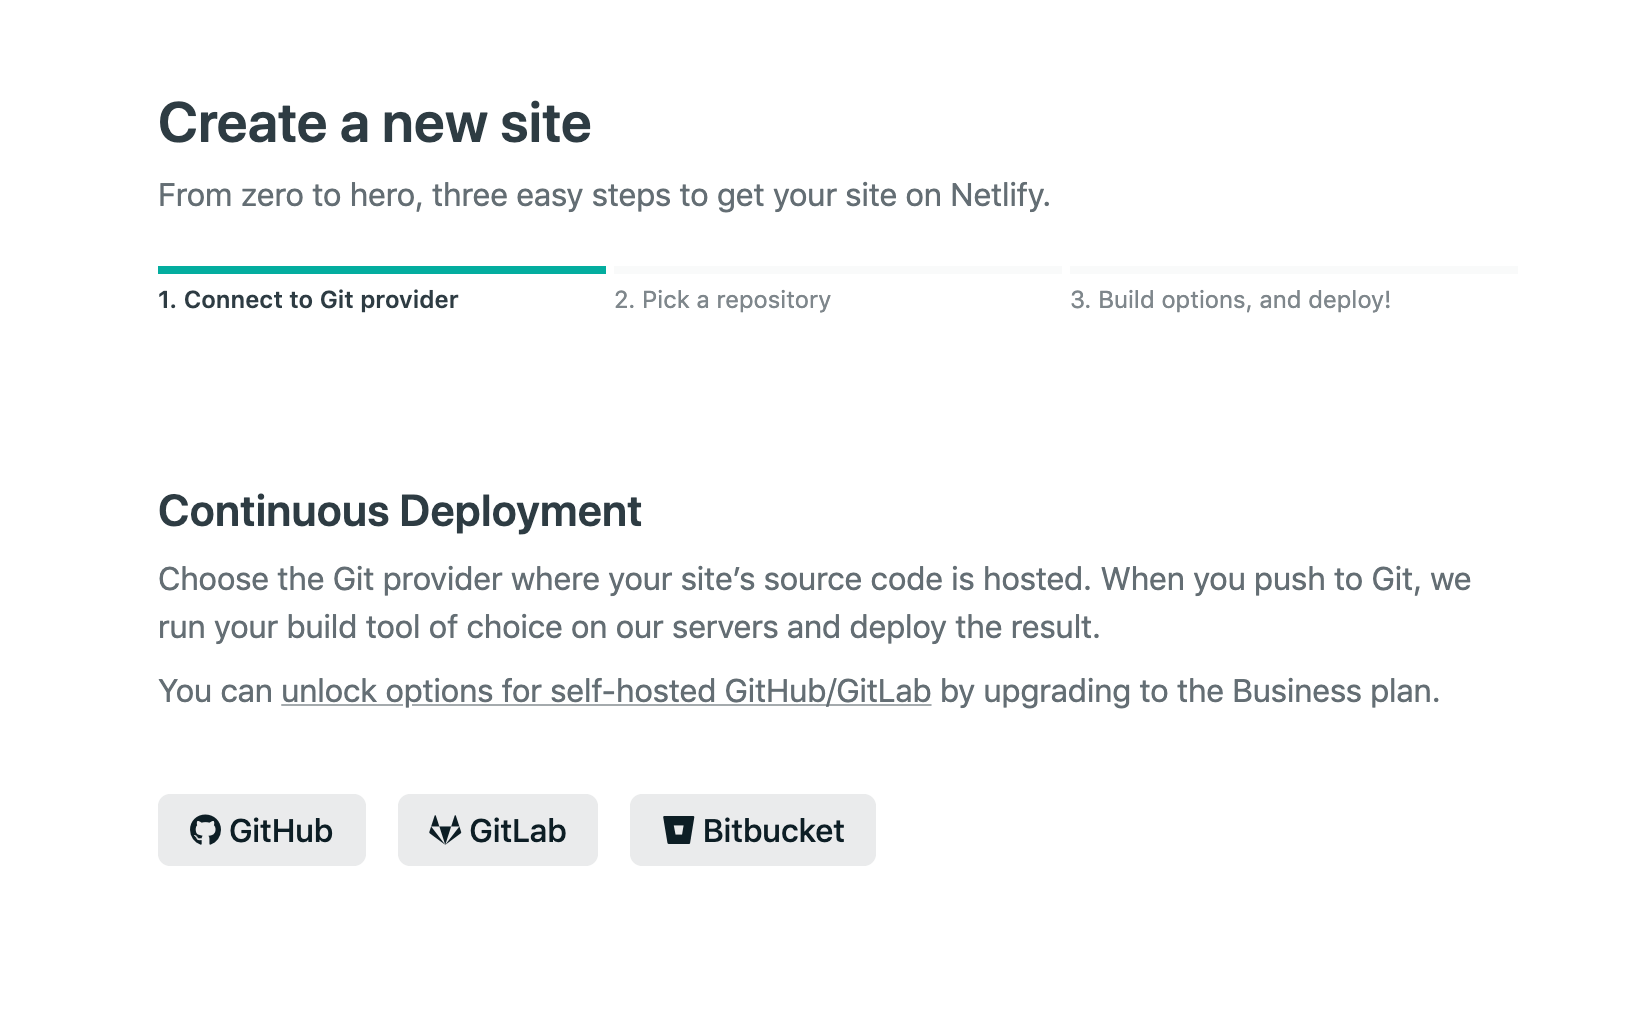 Create a new site
From zero to hero, three easy steps to get your site on Netlify.
1. Connect to Git provider
2. Pick a repository
3. Build options, and deploy!
Continuous Deployment
Choose the Git provider where your site’s source code is hosted. When you push to Git, we
run your build tool of choice on our servers and deploy the result.
You can unlock options for self-hosted GitHub/GitLab by upgrading to the Business plan.
GitHub
GitLab
Bitbucket